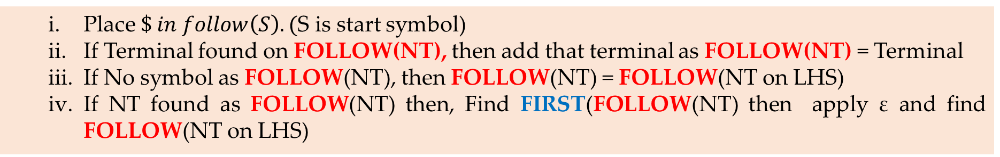 i. Place $ in follow(S). (S is start symbol)
ii. If Terminal found on FOLLOW(NT), then add that terminal as FOLLOW(NT) = Terminal
iii. If No symbol as FOLLOW(NT), then FOLLOW(NT) = FOLLOW(NT on LHS)
iv. If NT found as FOLLOW(NT) then, Find FIRST(FOLLOW(NT) then apply ε and find
FOLLOW(NT on LHS)